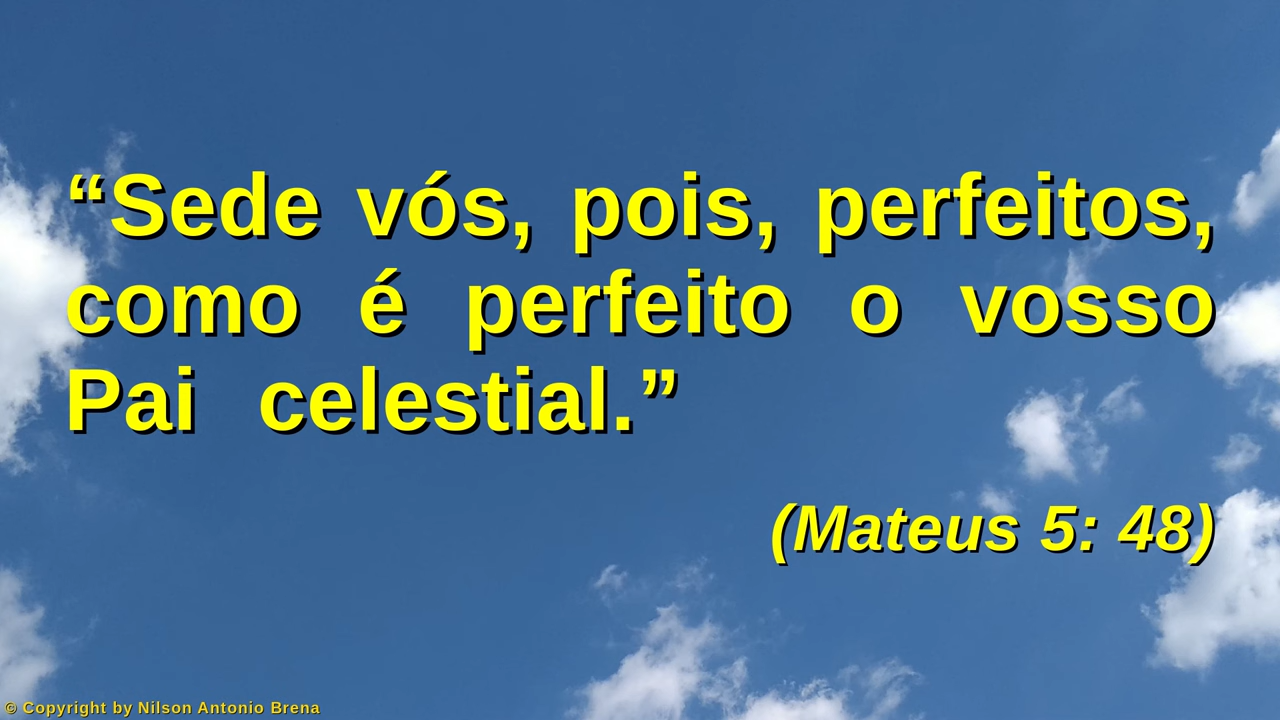 “Sede vós, pois, perfeitos,
como é perfeito o vosso
Pai celestial.”
(Mateus 5: 48)
© Copyright by Nilson Antonio Brena